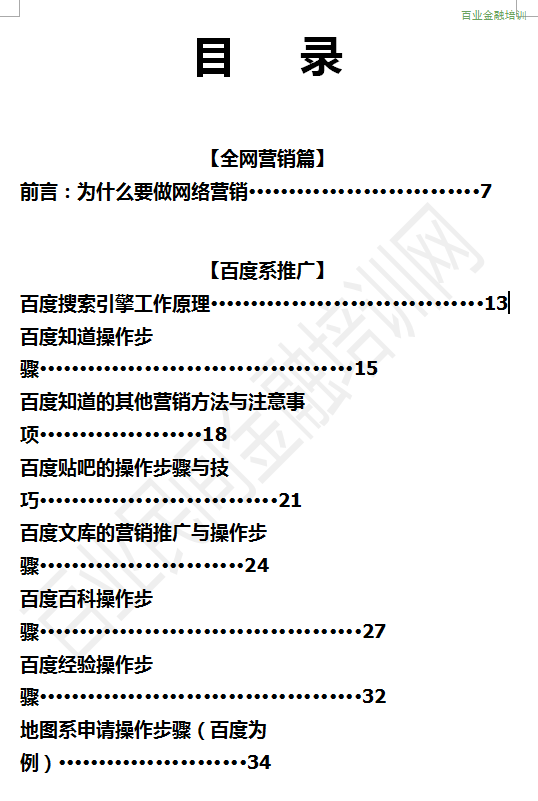 百业金融培训
目 录
【全网营销篇】
前言：为什么要做网络营销·····························7
【百度系推广】
百度搜索引擎工作原理··································13
百度知道操作步
骤·······································15
百度知道的其他营销方法与注意事
项····················18
百度贴吧的操作步骤与技
巧······························21
百度文库的营销推广与操作步
骤·························24
百度百科操作步
骤········································27
百度经验操作步
骤········································32
地图系申请操作步骤（百度为
例）·······················34
百业民间金融培训网